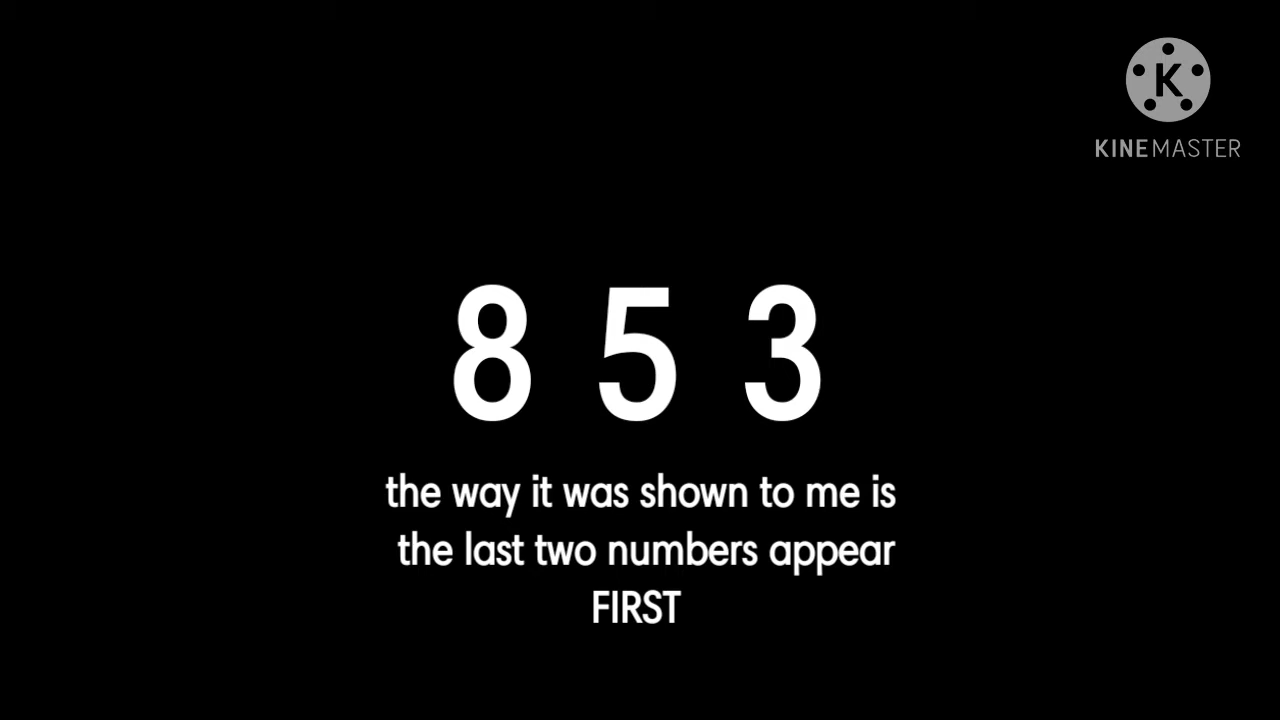 K
KINEMASTER
8 5 3
the way it was shown to me is
the last two numbers appear
FIRST